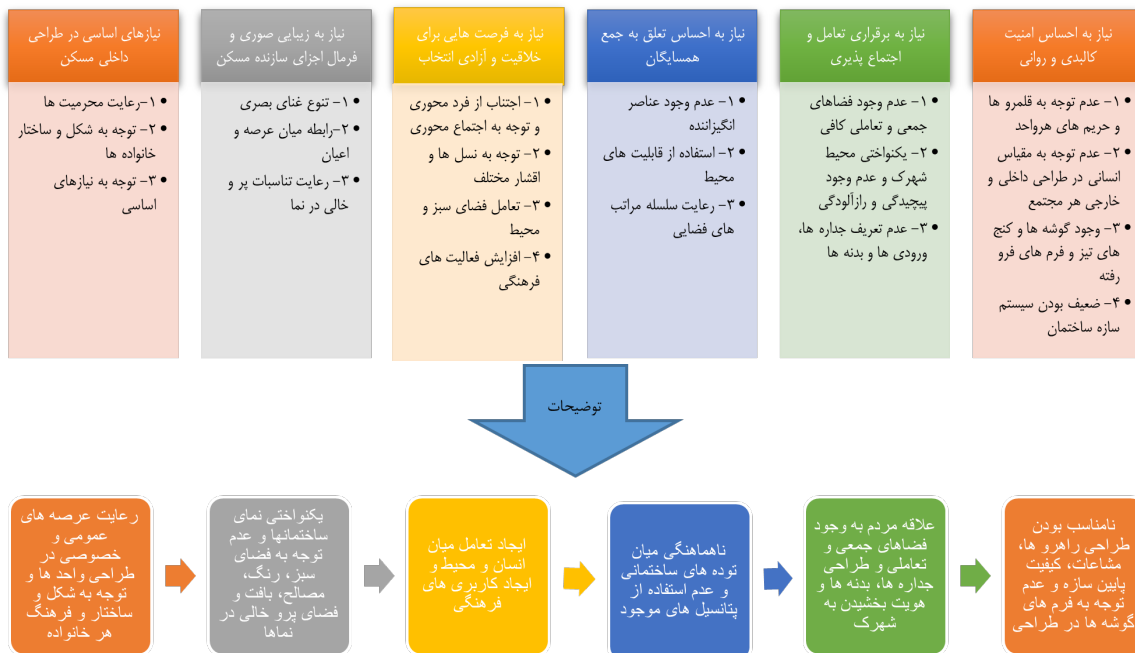 نیاز به احساس امنیت
کالبدی و روانی
۱- عدم توجه به قلمرو ها
و حریم های هرواحد
۲- عدم توجه به مقیاس
انسانی در طراحی داخلی و
خارجی هر مجتمع
۳- وجود گوشه ها و کنج
های تیز و فرم های فرو
رفته
۴- ضعیف بودن سیستم
سازه ساختمان
نیاز به برقراری تعامل و
اجتماع پذیری
۱- عدم وجود فضاهای
جمعی و تعاملی کافی
۲- یکنواختی محیط
شهرک و عدم وجود
پیچیدگی و رازآلودگی
۳- عدم تعریف جداره ها،
ورودی ها و بدنه ها
نیاز به احساس تعلق به جمع
همسایگان
۱- عدم وجود عناصر
انگیزاننده
۲- استفاده از قابلیت های
محیط
۳- رعایت سلسله مراتب
های فضایی
نیاز به فرصت هایی برای
خلاقیت و آزادی انتخاب
۱- اجتناب از فرد محوری
و توجه به اجتماع محوری
۲- توجه به نسل ها و
اقشار مختلف
۳- تعامل فضای سبز و
محیط
۴- افزایش فعالیت های
فرهنگی
نیاز به زیبایی صوری و
فرمال اجزای سازنده مسکن
۱- تنوع غنای بصری
۲-رابطه میان عرصه و
اعیان
۳- رعایت تناسبات پر و
خالی در نما
نیازهای اساسی در طراحی
داخلی مسکن
۱-رعایت محرمیت ها
۲- توجه به شکل و ساختار
خانواده ها
۳- توجه به نیازهای
اساسی
توضیحات
رعایت عرصه های
عمومی و
خصوصی در
طراحی واحد ها و
توجه به شکل و
ساختار و فرهنگ
هر خانواده
یکنواختی نمای
ساختمانها و عدم
توجه به فضای
سبز، رنگ،
مصالح، بافت و
فضای پرو خالی در
نماها
ایجاد تعامل میان
انسان و محیط و
ایجاد کاربری های
فرهنگی
ناهماهنگی میان
توده های ساختمانی
و عدم استفاده از
پتانسیل های موجود
علاقه مردم به وجود
فضاهای جمعی و
تعاملی و طراحی
جداره ها، بدنه ها و
هویت بخشیدن به
شهرک
نامناسب بودن
طراحی راهرو ها،
مشاعات، کیفیت
پایین سازه و عدم
توجه به فرم های
گوشه ها در طراحی